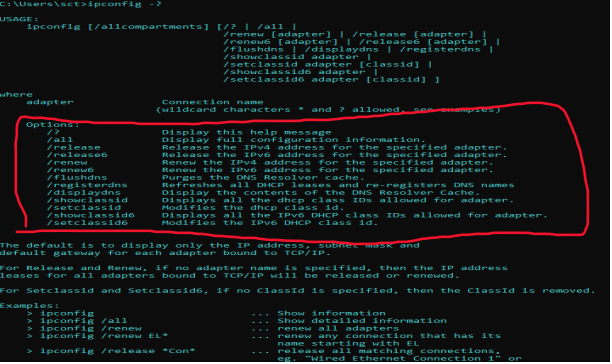 C:\Users\sct>ipconfig -?
USAGE:
ipconfig [/allcompartments] [/? | /all |
/renew [adapter] | /release [adapter] |
/renew6 [adapter] | /release6 [adapter] |
/flushdns | /displaydns | /registerdns |
/showclassid adapter |
/setclassid adapter [classid] |
/showclassid6 adapter |
/setclassid6 adapter [classid] ]
where
adapter Connection name
(wildcard characters * and ? allowed, see examples)
Options:
/? Display this help message
/all Display full configuration information.
/release Release the IPv4 address for the specified adapter.
/release6 Release the IPv6 address for the specified adapter.
/renew Renew the IPv4 address for the specified adapter.
/renew6 Renew the IPv6 address for the specified adapter.
/flushdns Purges the DNS Resolver cache.
/registerdns Refreshes all DHCP leases and re-registers DNS names
/displaydns Display the contents of the DNS Resolver Cache.
/showclassid Displays all the dhcp class IDs allowed for adapter.
/setclassid Modifies the dhcp class id.
/showclassid6 Displays all the IPv6 DHCP class IDs allowed for adapter.
/setclassid6 Modifies the IPv6 DHCP class id.
The default is to display only the IP address, subnet mask and
default gateway for each adapter bound to TCP/IP.
For Release and Renew, if no adapter name is specified, then the IP address
leases for all adapters bound to TCP/IP will be released or renewed.
For Setclassid and Setclassid6, if no ClassId is specified, then the ClassId is removed.
Examples:
> ipconfig ... Show information
> ipconfig /all ... Show detailed information
> ipconfig /renew ... renew all adapters
> ipconfig /renew EL* ... renew any connection that has its
name starting with EL
> ipconfig /release *Con* ... release all matching connections,
eg. "Wired Ethernet Connection 1" or